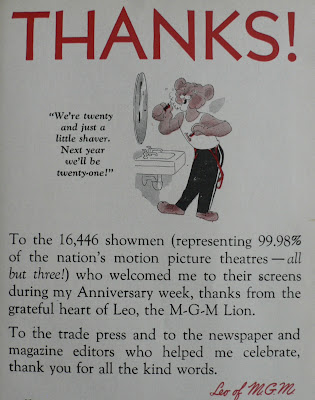 THANKS!
"We're twenty
and just a
little shaver.
Next year
we'll be
twenty-one!"
To the 16,446 showmen (representing 99.98%
of the nation's motion picture theatres—all
but three!) who welcomed me to their screens
during my Anniversary week, thanks from the
grateful heart of Leo, the M-G-M Lion.
To the trade press and to the newspaper and
magazine editors who helped me celebrate,
thank you for all the kind words.
Leo of M.G.M